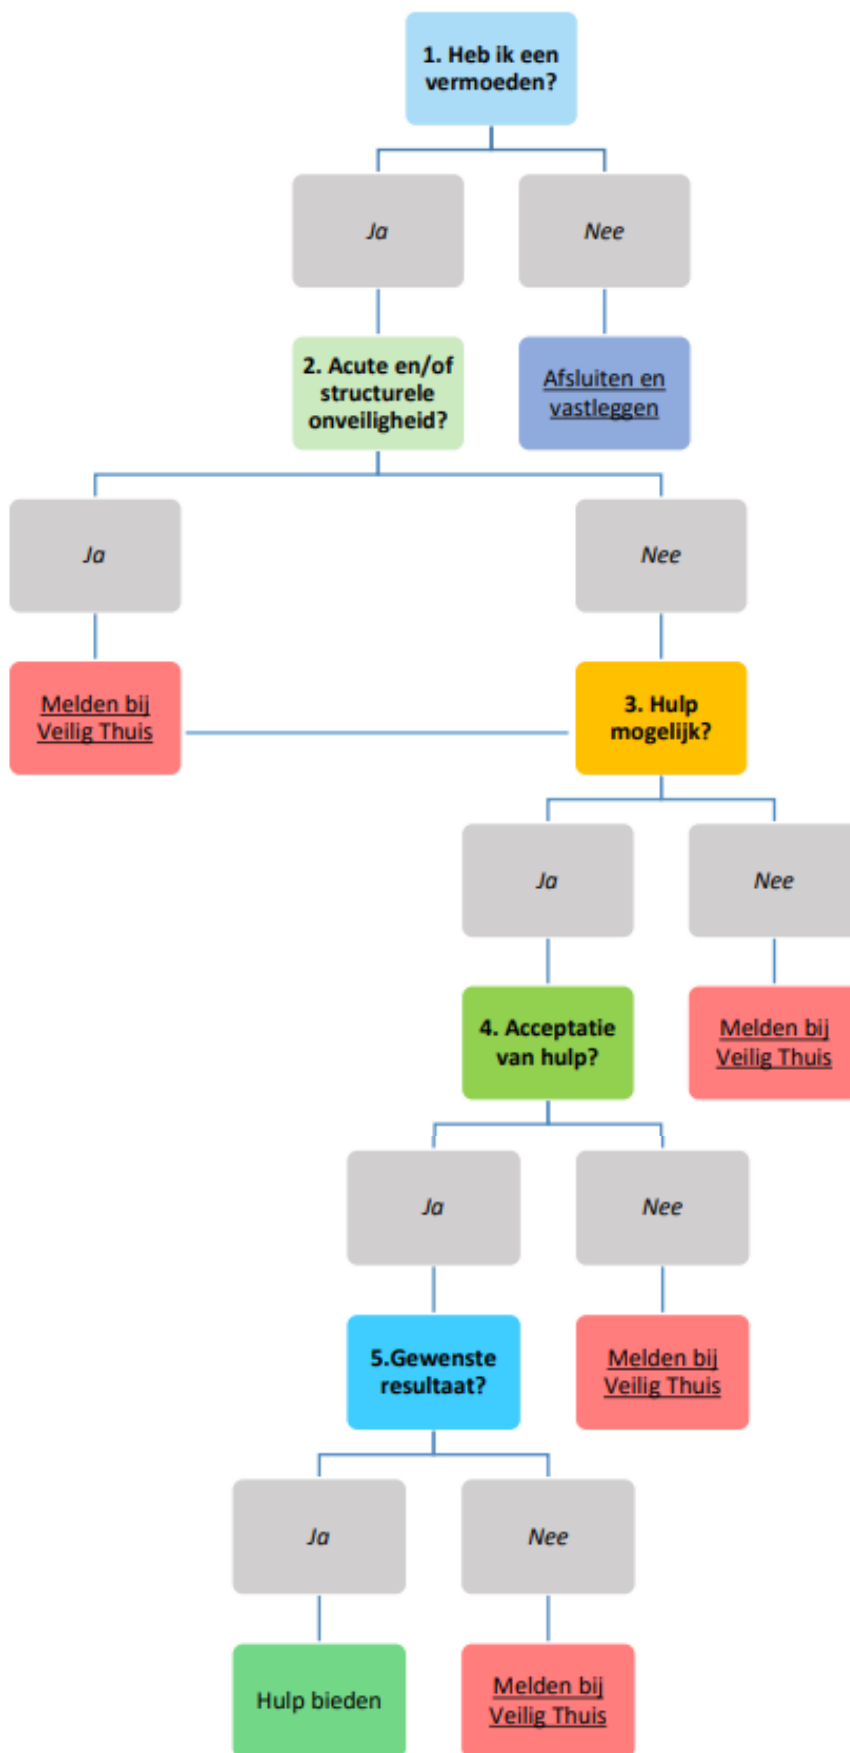 1. Heb ik een
vermoeden?
Ja
Nee
2. Acute en/of
structurele
onveiligheid?
Afsluiten en
vastleggen
Ja
Nee
Melden bij
Veilig Thuis
3. Hulp
mogelijk?
Ja
Nee
4. Acceptatie
van hulp?
Melden bij
Veilig Thuis
Ja
Nee
5.Gewenste
resultaat?
Melden bij
Veilig Thuis
Ja
Nee
Hulp bieden
Melden bij
Veilig Thuis